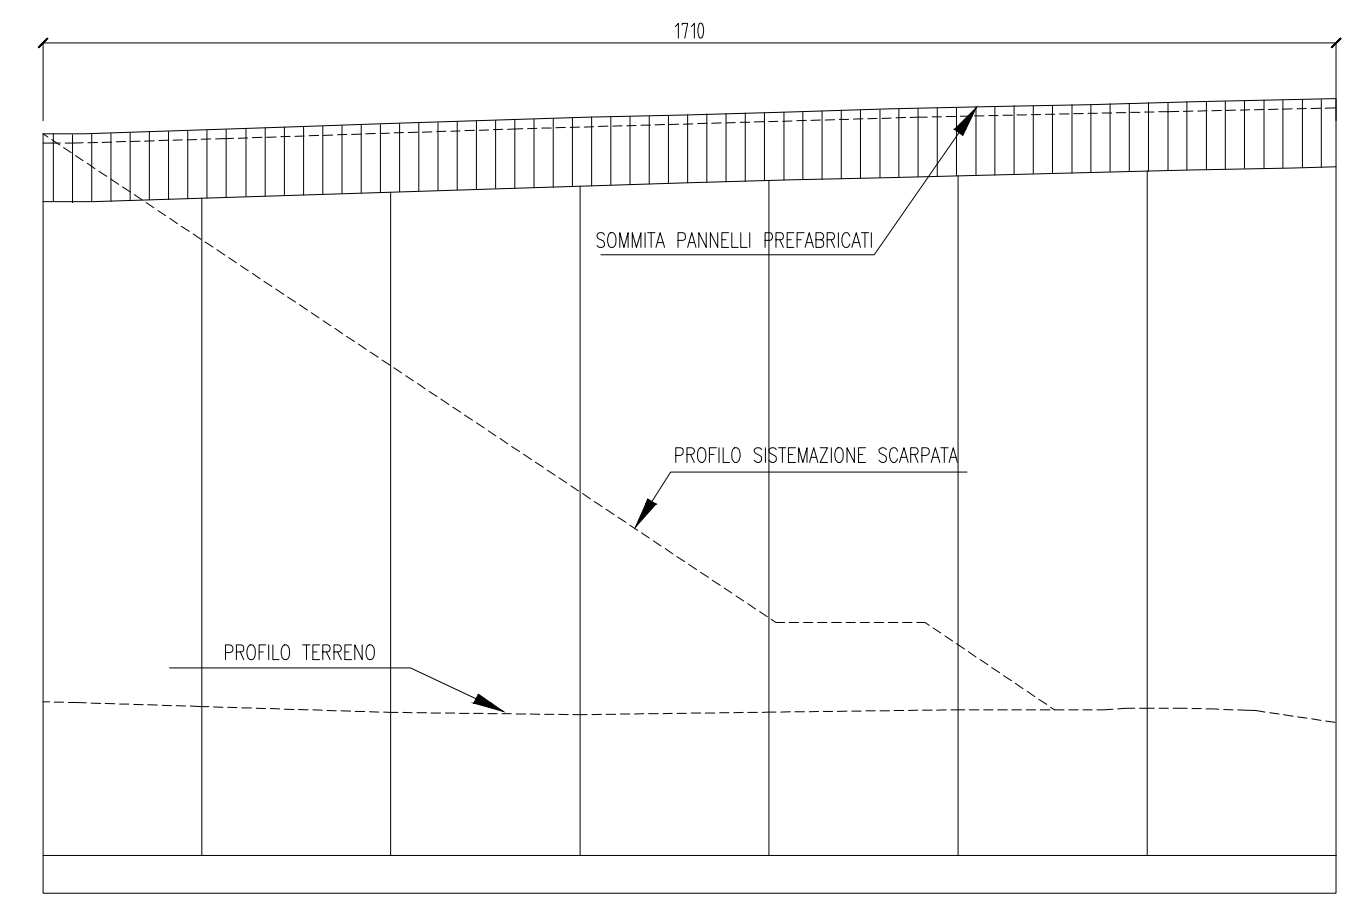 1710
SOMMITA PANNELLI PREFABRICATI
PROFILO SISTEMAZIONE SCARPATA
PROFILO TERRENO